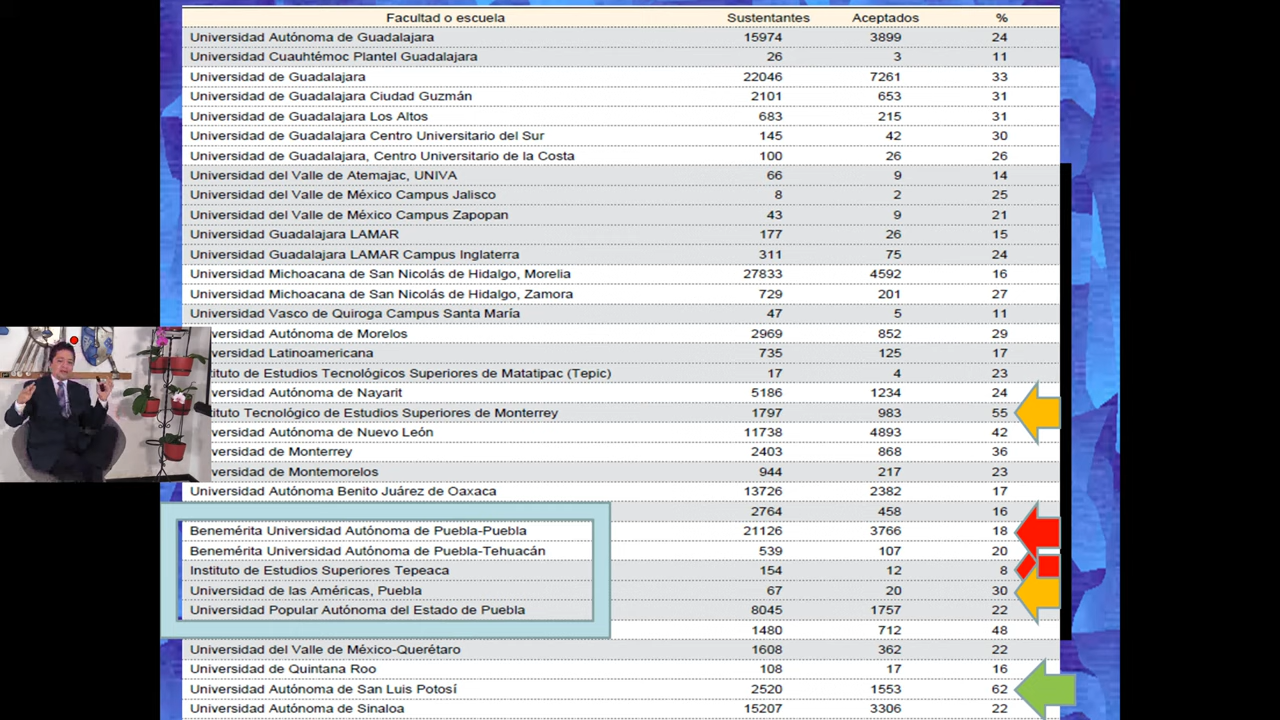 Facultad o escuela Sustentantes Aceptados %
Universidad Autónoma de Guadalajara 15974 3899 24
Universidad Cuauhtémoc Plantel Guadalajara 26 3 11
Universidad de Guadalajara 22046 7261 33
Universidad de Guadalajara Ciudad Guzmán 2101 653 31
Universidad de Guadalajara Los Altos 683 215 31
Universidad de Guadalajara Centro Universitario del Sur 145 42 30
Universidad de Guadalajara, Centro Universitario de la Costa 100 26 26
Universidad del Valle de Atemajac, UNIVA 66 9 14
Universidad del Valle de México Campus Jalisco 8 2 25
Universidad del Valle de México Campus Zapopan 43 9 21
Universidad Guadalajara LAMAR 177 26 15
Universidad Guadalajara LAMAR Campus Inglaterra 311 75 24
Universidad Michoacana de San Nicolás de Hidalgo, Morelia 27833 4592 16
Universidad Michoacana de San Nicolás de Hidalgo, Zamora 729 201 27
Universidad Vasco de Quiroga Campus Santa María 47 5 11
versidad Autónoma de Morelos 2969 852 29
versidad Latinoamericana 735 125 17
tituto de Estudios Tecnológicos Superiores de Matatipac (Tepic) 17 4 23
versidad Autónoma de Nayarit 5186 1234 24
tituto Tecnológico de Estudios Superiores de Monterrey 1797 983 55
versidad Autónoma de Nuevo León 11738 4893 42
versidad de Monterrey 2403 868 36
versidad de Montemorelos 944 217 23
Universidad Autónoma Benito Juárez de Oaxaca 13726 2382 17
2764 458 16
Benemérita Universidad Autónoma de Puebla-Puebla 21126 3766 18
Benemérita Universidad Autónoma de Puebla-Tehuacán 539 107 20
Instituto de Estudios Superiores Tepeaca 154 12 8
Universidad de las Américas, Puebla 67 20 30
Universidad Popular Autónoma del Estado de Puebla 8045 1757 22
1480 712 48
Universidad del Valle de México-Querétaro 1608 362 22
Universidad de Quintana Roo 108 17 16
Universidad Autónoma de San Luis Potosí 2520 1553 62
Universidad Autónoma de Sinaloa 15207 3306 22